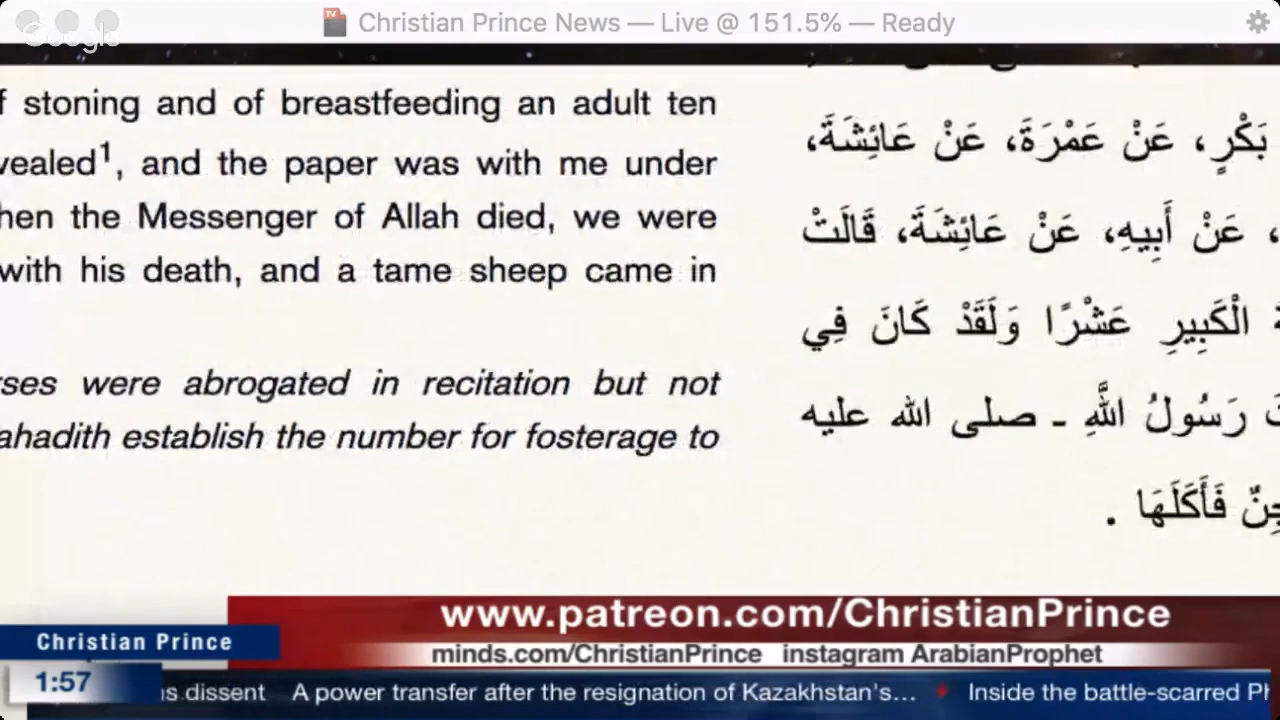 Christian Prince News — Live @ 151.5% — Ready
Google
f stoning and of breastfeeding an adult ten
vealed¹, and the paper was with me under
hen the Messenger of Allah died, we were
with his death, and a tame sheep came in
rses were abrogated in recitation but not
ahadith establish the number for fosterage to
بَكْرٍ، عَنْ عَمْرَةَ، عَنْ عَائِشَةَ،
، عَنْ أَبِيهِ، عَنْ عَائِشَةَ، قَالَتْ
الْكَبِيرِ عَشْرًا وَلَقَدْ كَانَ فِي
رَسُولُ اللَّهِ ـ صلى الله عليه
فَأَكَلَهَا .
www.patreon.com/ChristianPrince
minds.com/ChristianPrince instagram ArabianProphet
Christian Prince
1:57
s dissent A power transfer after the resignation of Kazakhstan's... Inside the battle-scarred Ph